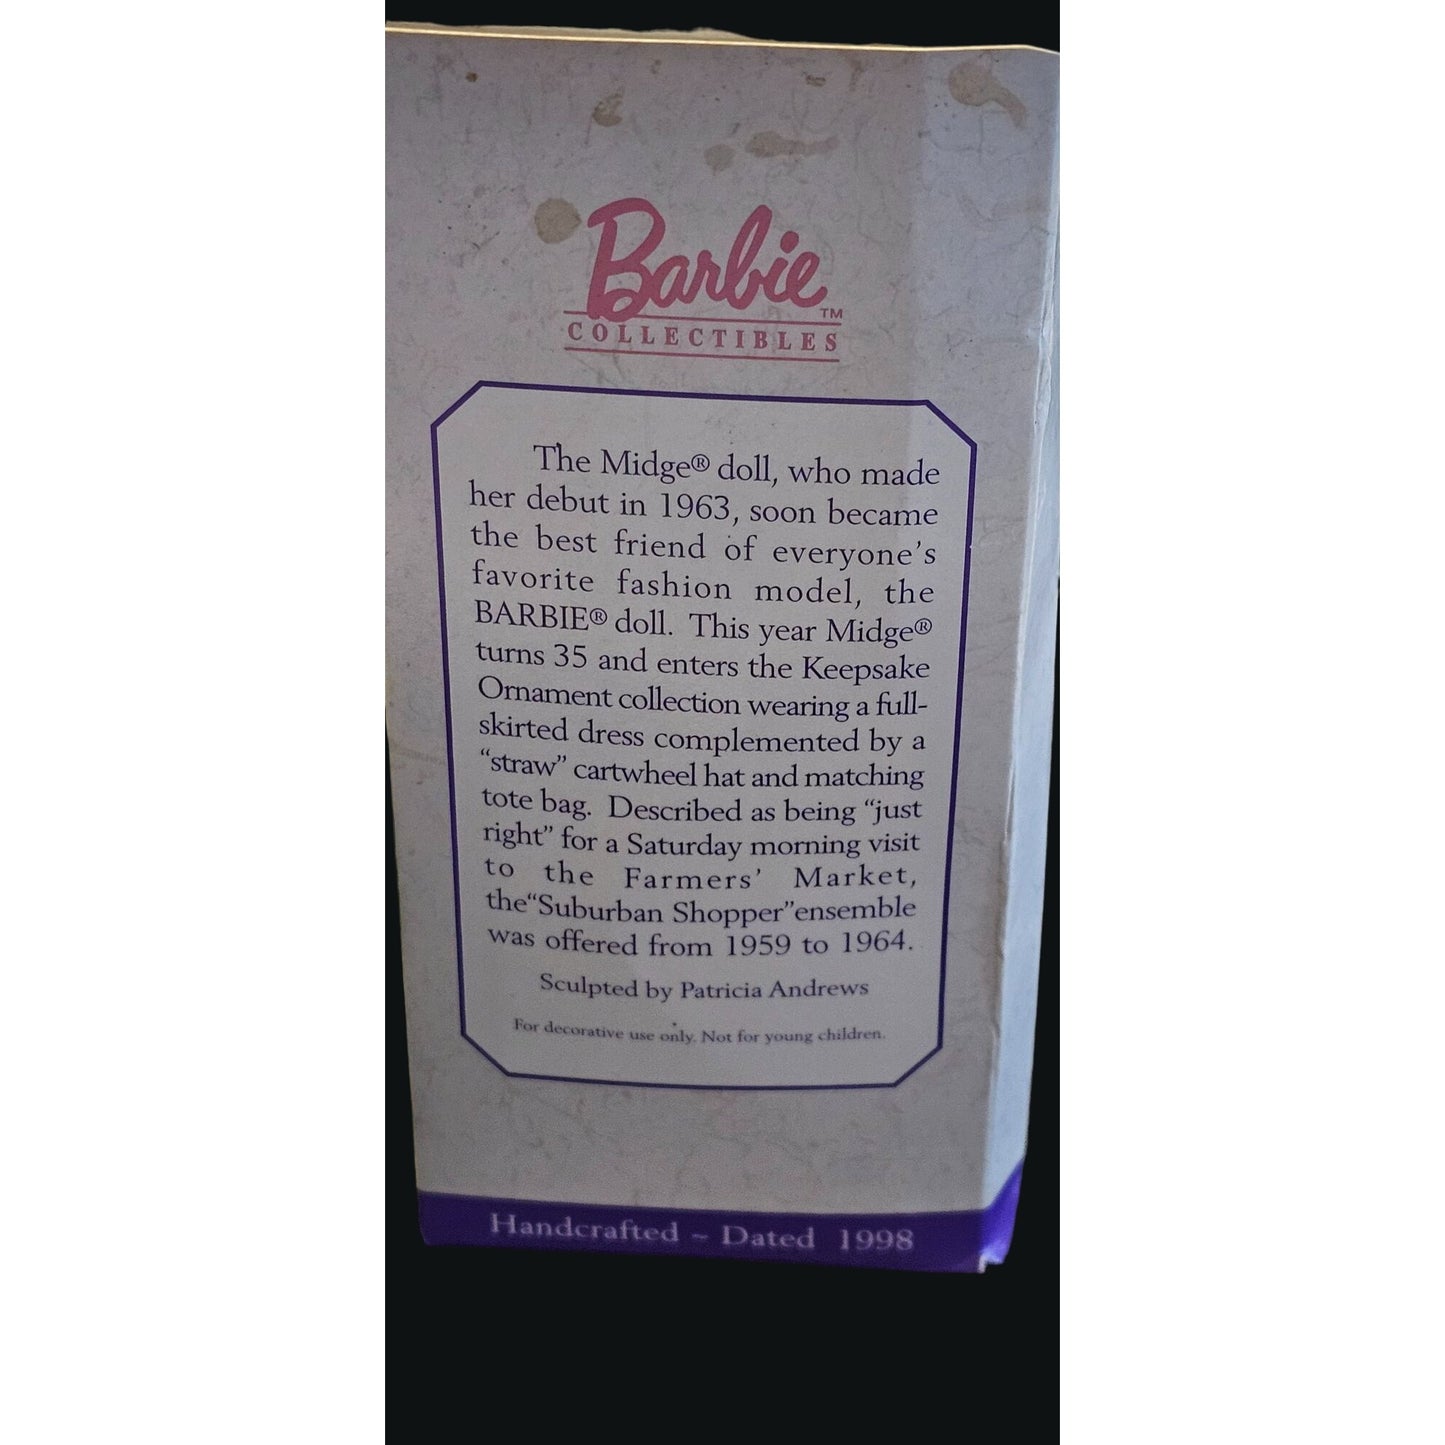 Barbie™
COLLECTIBLES
The Midge® doll, who made
her debut in 1963, soon became
the best friend of everyone's
favorite fashion model, the
BARBIE® doll. This year Midge®
turns 35 and enters the Keepsake
Ornament collection wearing a full-
skirted dress complemented by a
“straw” cartwheel hat and matching
tote bag. Described as being “just
right” for a Saturday morning visit
to the Farmers’ Market,
the“Suburban Shopper”ensemble
was offered from 1959 to 1964.
Sculpted by Patricia Andrews
For decorative use only. Not for young children.
Handcrafted ~ Dated 1998